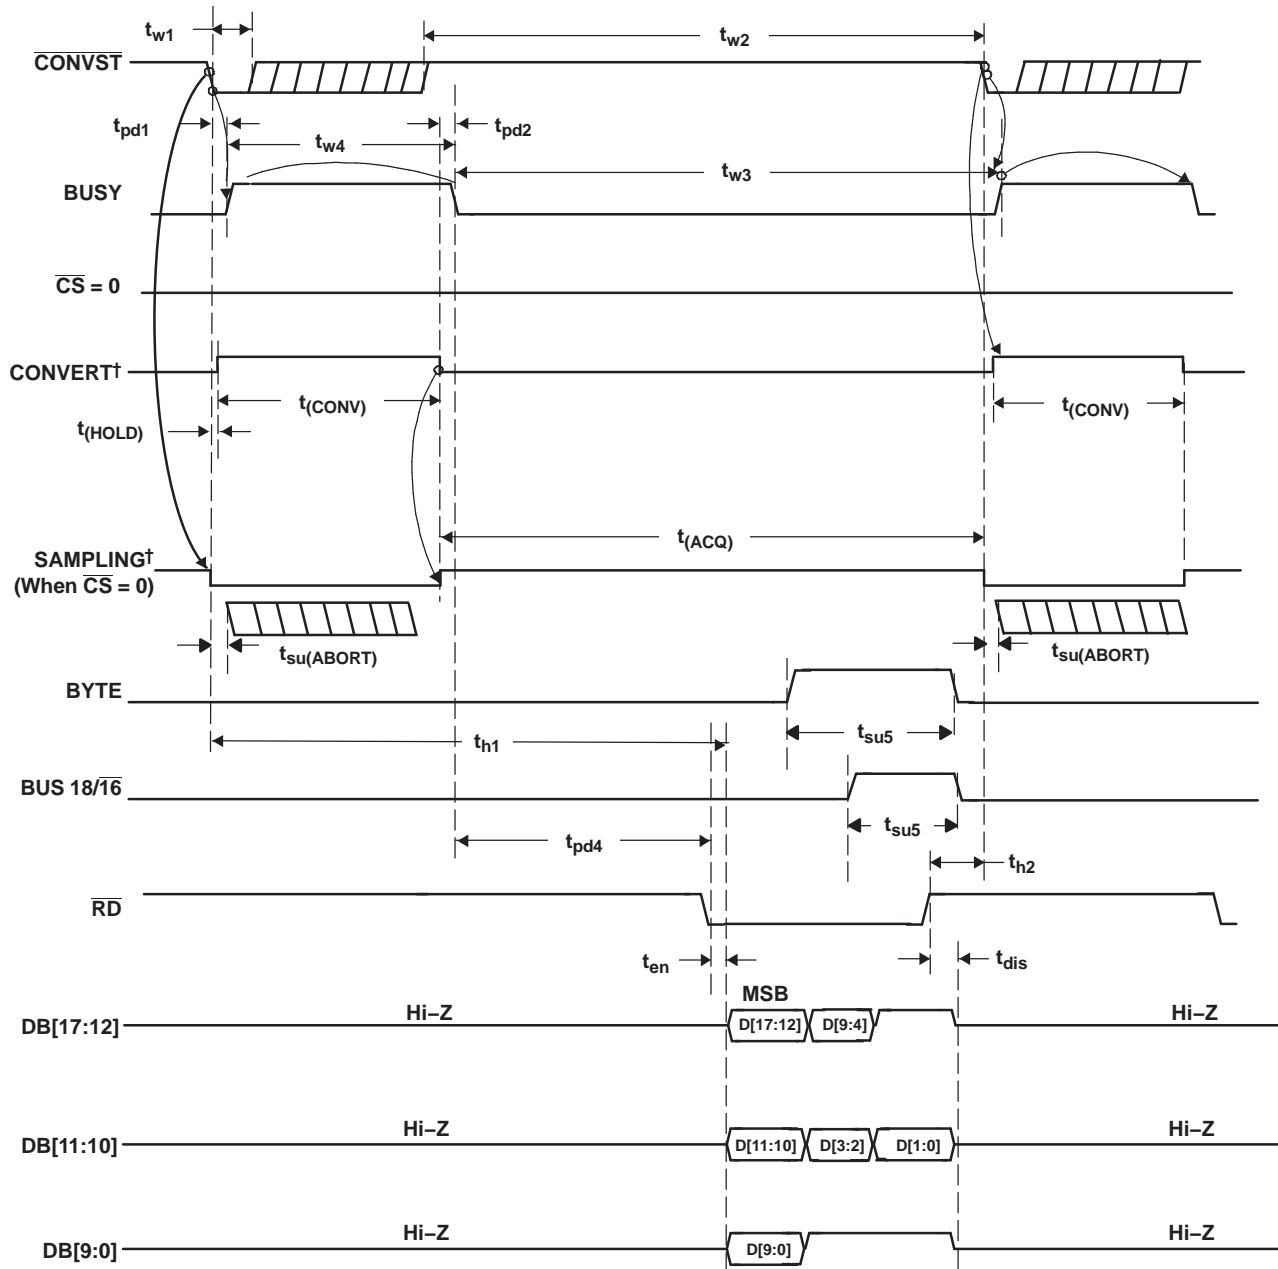 tw1
tw2
CONVST
tpd1
tw4
tpd2
tw3
BUSY
CS = 0
CONVERT†
t(CONV)
t(CONV)
t(HOLD)
t(ACQ)
SAMPLING†
(When CS = 0)
tsu(ABORT)
tsu(ABORT)
BYTE
th1
tsu5
BUS 18/16
tsu5
tpd4
th2
RD
ten
tdis
MSB
DB[17:12]
Hi–Z
D[17:12]
D[9:4]
Hi–Z
DB[11:10]
Hi–Z
D[11:10]
D[3:2]
D[1:0]
Hi–Z
DB[9:0]
Hi–Z
D[9:0]
Hi–Z